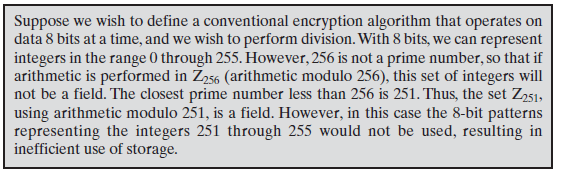 Suppose we wish to define a conventional encryption algorithm that operates on
data 8 bits at a time, and we wish to perform division. With 8 bits, we can represent
integers in the range 0 through 255. However, 256 is not a prime number, so that if
arithmetic is performed in Z₂₅₆ (arithmetic modulo 256), this set of integers will
not be a field. The closest prime number less than 256 is 251. Thus, the set Z₂₅₁,
using arithmetic modulo 251, is a field. However, in this case the 8-bit patterns
representing the integers 251 through 255 would not be used, resulting in
inefficient use of storage.